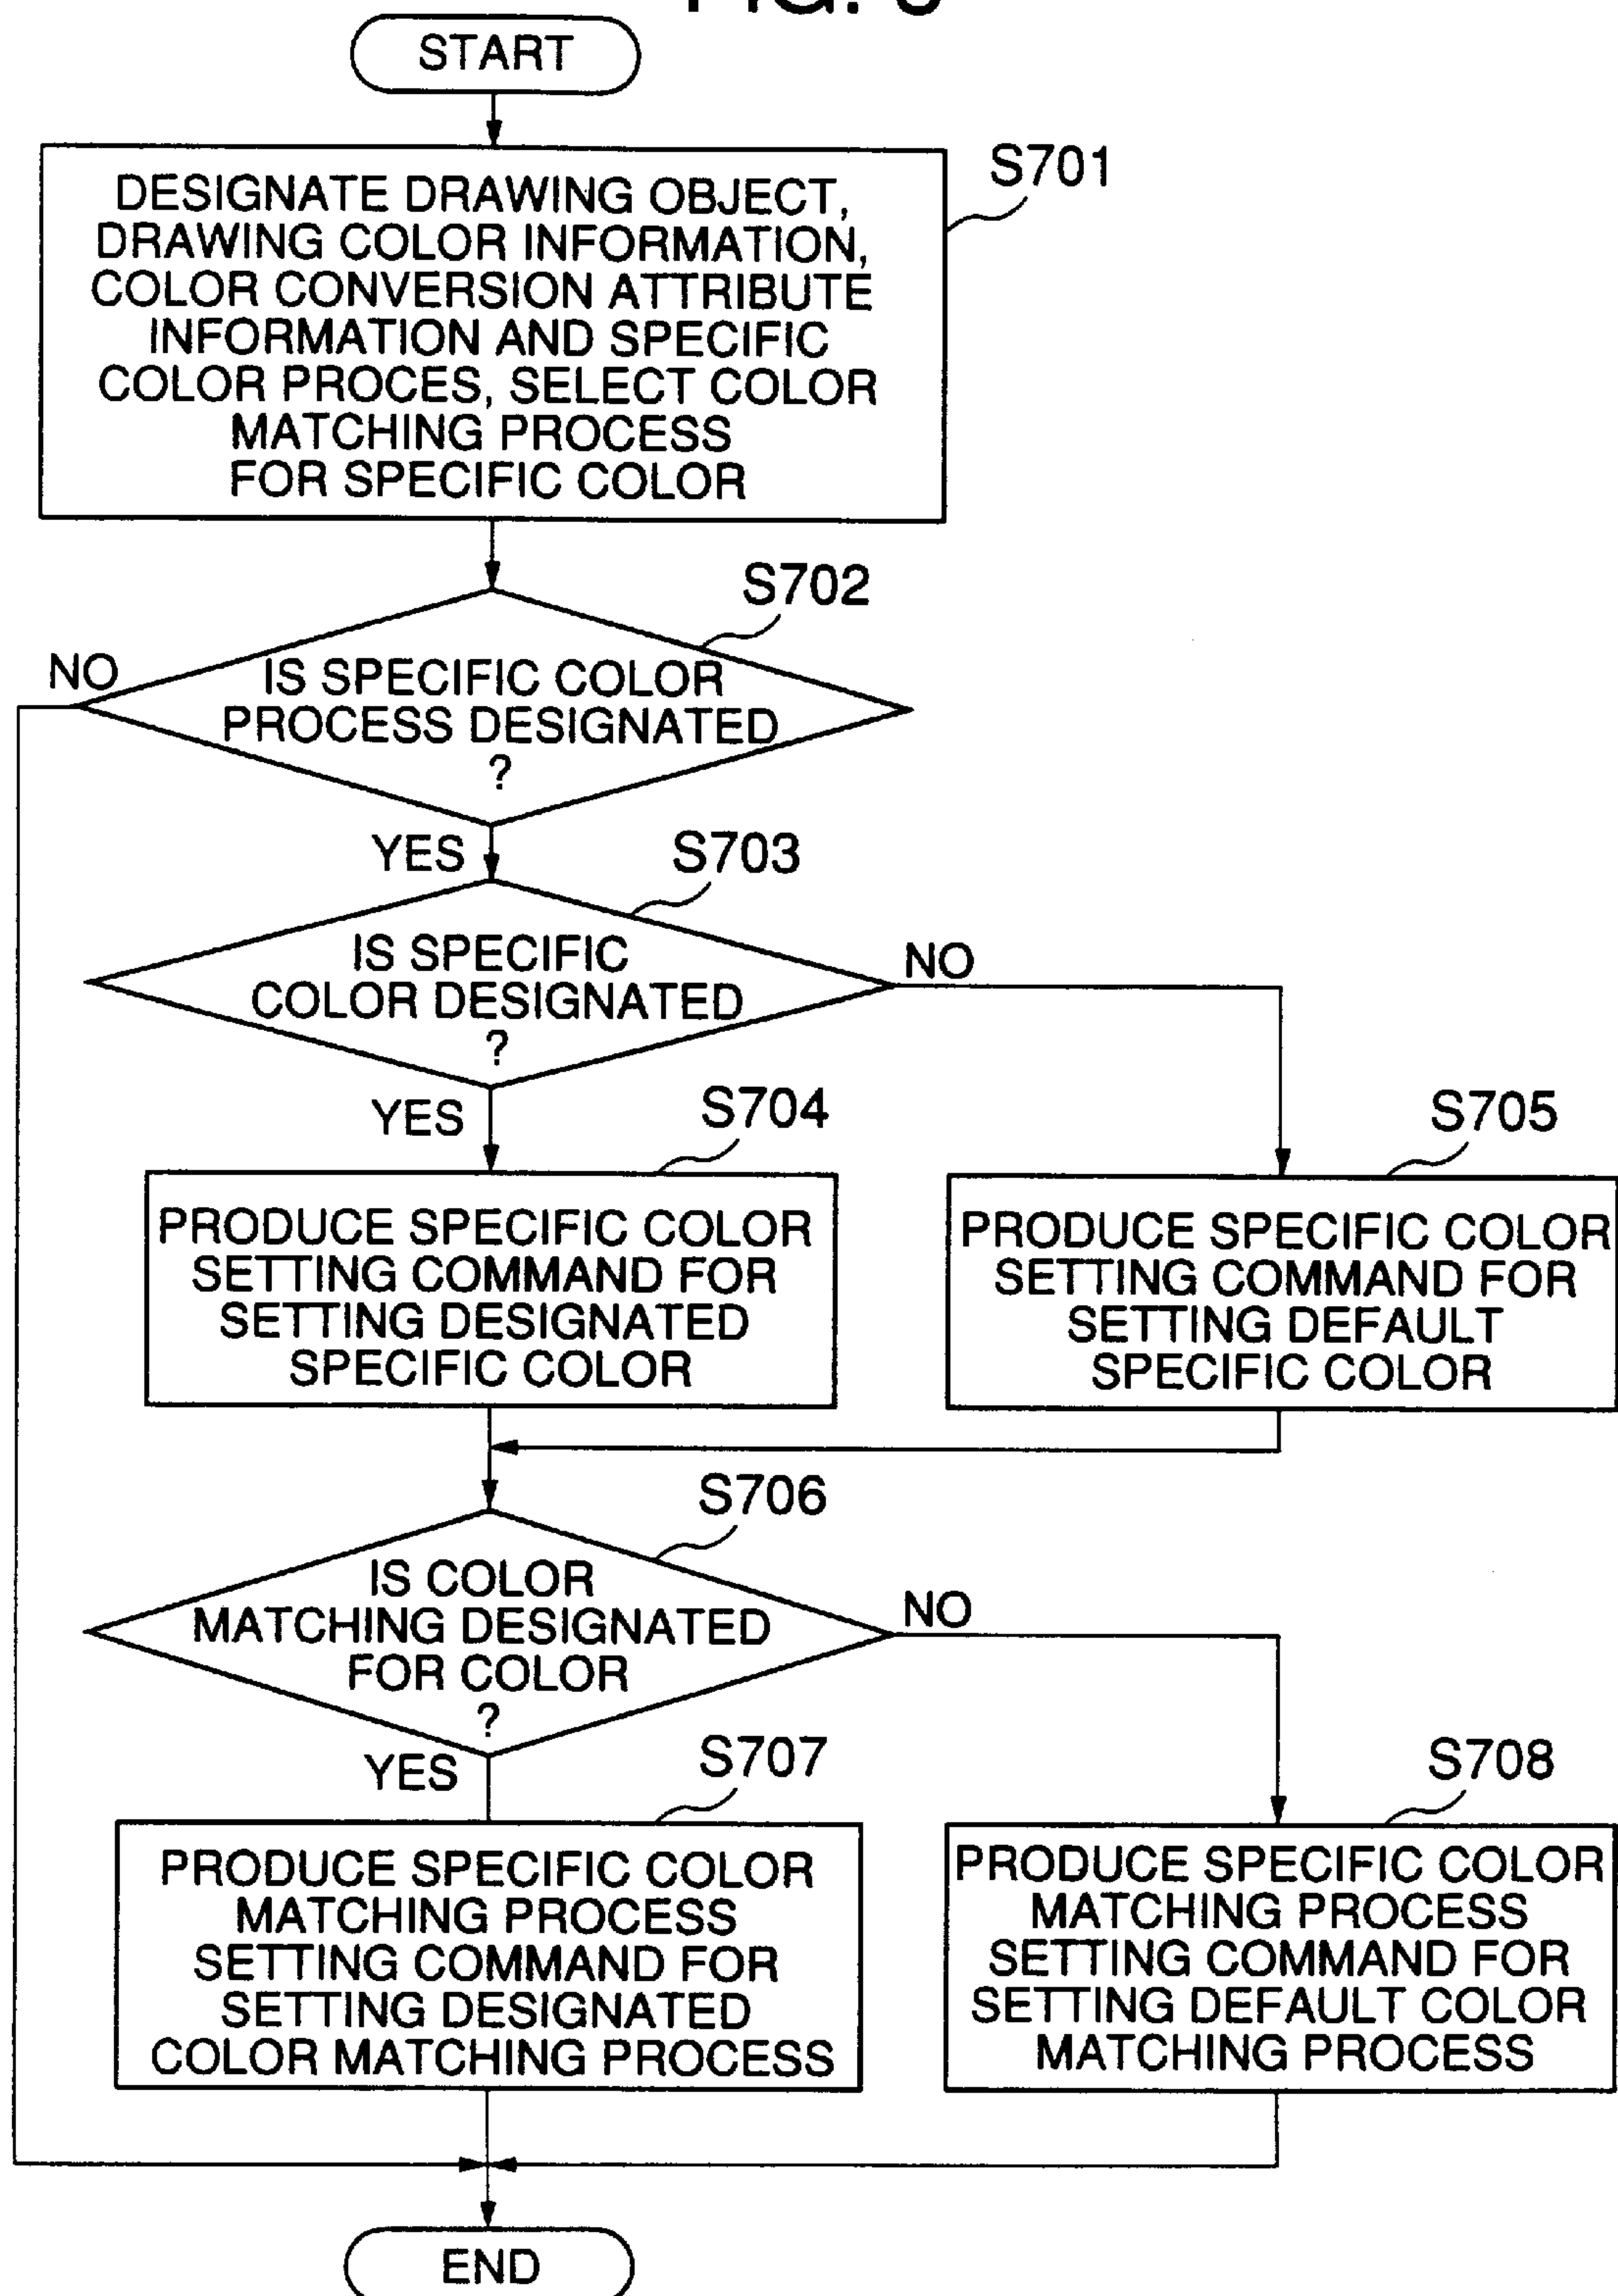 START
S701
DESIGNATE DRAWING OBJECT,
DRAWING COLOR INFORMATION,
COLOR CONVERSION ATTRIBUTE
INFORMATION AND SPECIFIC
COLOR PROCES, SELECT COLOR
MATCHING PROCESS
FOR SPECIFIC COLOR
S702
NO
IS SPECIFIC COLOR
PROCESS DESIGNATED
?
YES
S703
IS SPECIFIC
COLOR DESIGNATED
?
NO
YES
S704
PRODUCE SPECIFIC COLOR
SETTING COMMAND FOR
SETTING DESIGNATED
SPECIFIC COLOR
S705
PRODUCE SPECIFIC COLOR
SETTING COMMAND FOR
SETTING DEFAULT
SPECIFIC COLOR
S706
IS COLOR
MATCHING DESIGNATED
FOR COLOR
?
NO
YES
S707
PRODUCE SPECIFIC COLOR
MATCHING PROCESS
SETTING COMMAND FOR
SETTING DESIGNATED
COLOR MATCHING PROCESS
S708
PRODUCE SPECIFIC COLOR
MATCHING PROCESS
SETTING COMMAND FOR
SETTING DEFAULT COLOR
MATCHING PROCESS
END